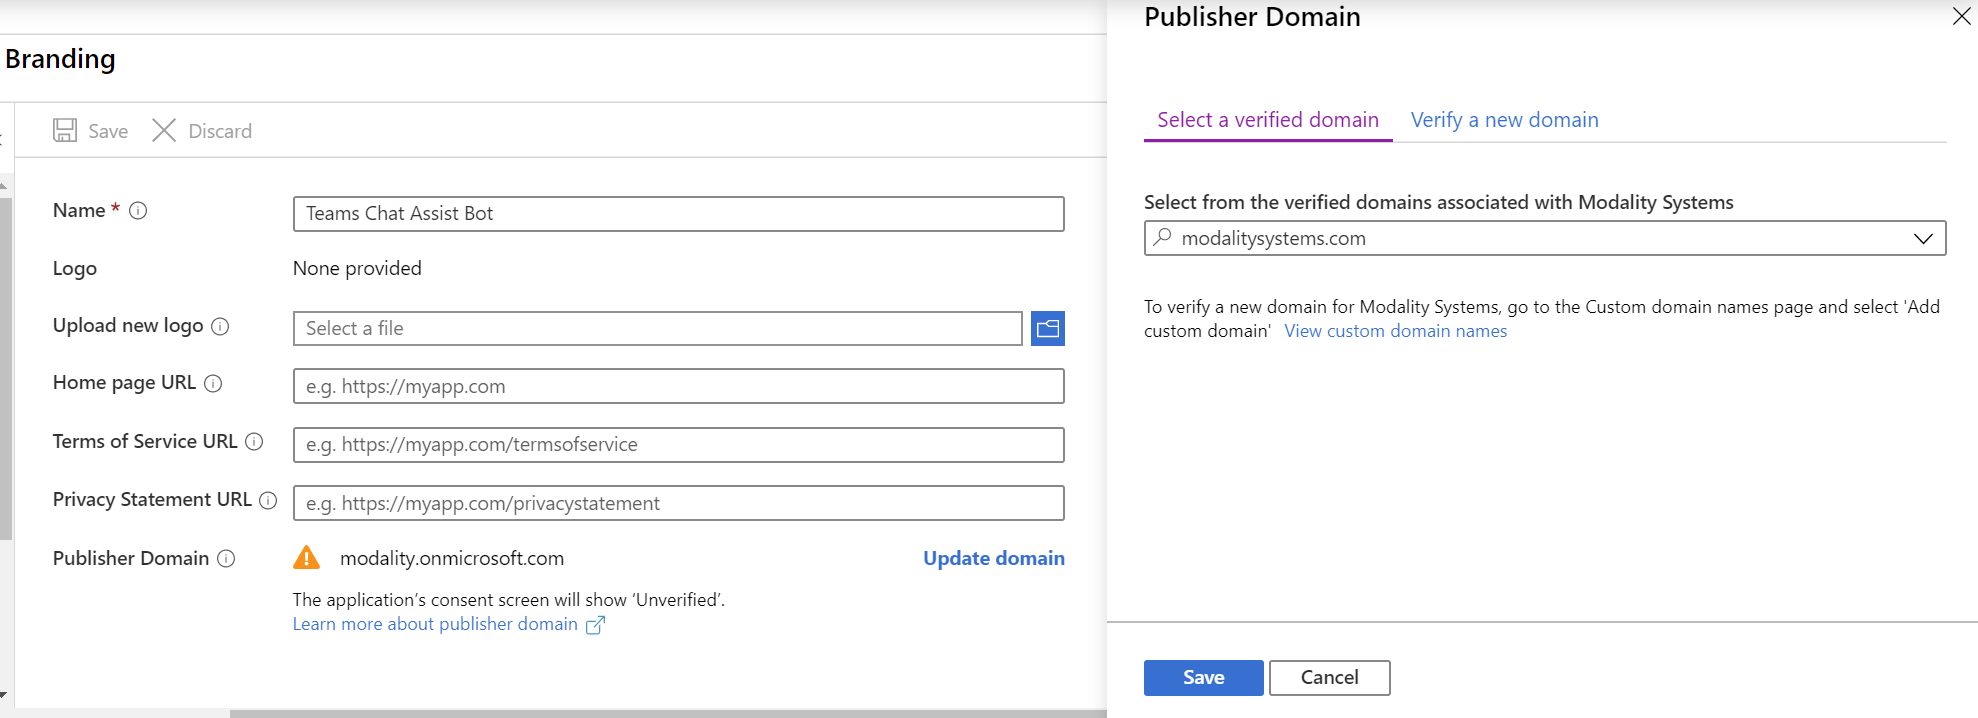 Branding
Save Discard
Name *
Teams Chat Assist Bot
Logo
None provided
Upload new logo
Select a file
Home page URL
e.g. https://myapp.com
Terms of Service URL
e.g. https://myapp.com/termsofservice
Privacy Statement URL
e.g. https://myapp.com/privacystatement
Publisher Domain
modality.onmicrosoft.com
Update domain
The application’s consent screen will show ‘Unverified’.
Learn more about publisher domain
Publisher Domain
Select a verified domain Verify a new domain
Select from the verified domains associated with Modality Systems
modalitysystems.com
To verify a new domain for Modality Systems, go to the Custom domain names page and select 'Add
custom domain' View custom domain names
Save Cancel